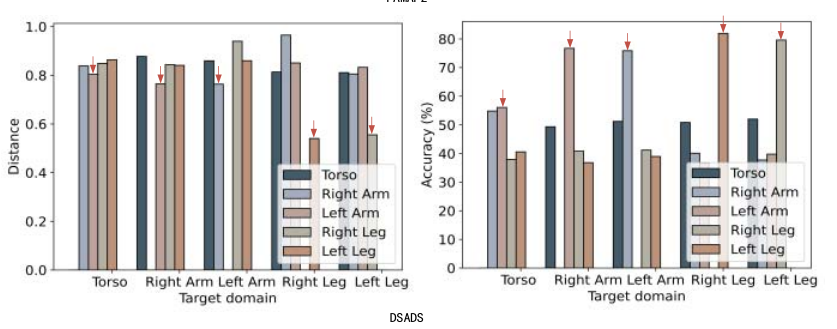 1.0
0.8
0.6
0.4
0.2
0.0
Distance
Torso
Right Arm
Left Arm
Right Leg
Left Leg
Torso Right Arm Left Arm Right Leg Left Leg
Target domain
80
70
60
50
40
30
20
10
0
Accuracy (%)
Torso
Right Arm
Left Arm
Right Leg
Left Leg
Torso Right Arm Left Arm Right Leg Left Leg
Target domain
DSADS